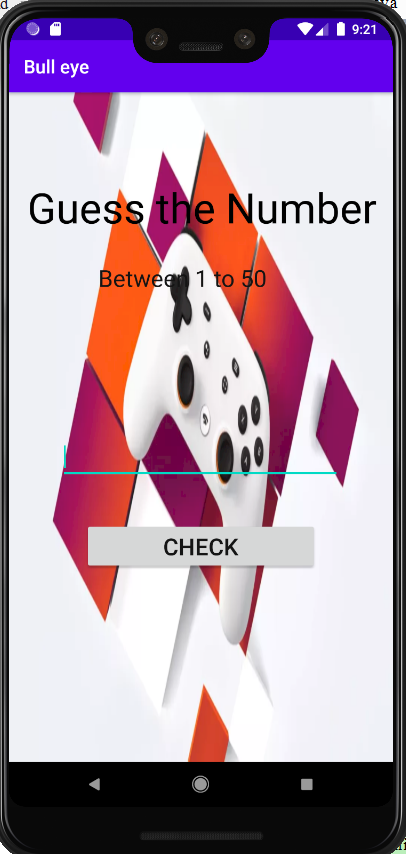 9:21
Bull eye
Guess the Number
Between 1 to 50
CHECK